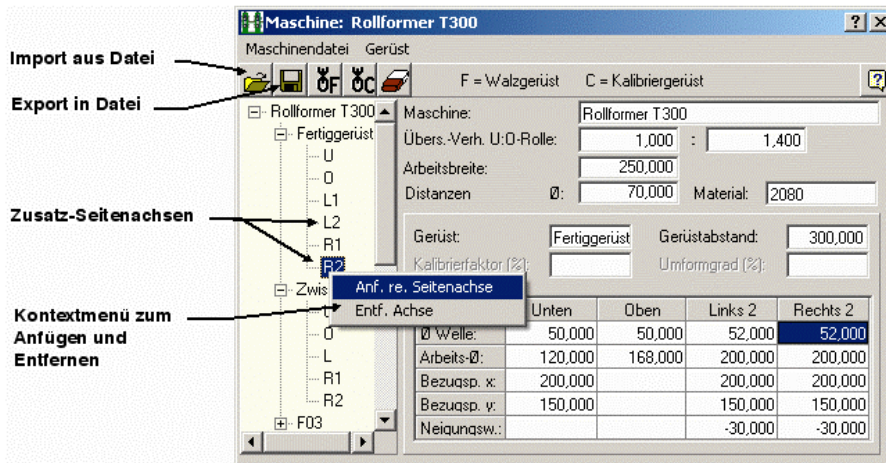 Maschine: Rollformer T300
Maschinendatei Gerüst
Import aus Datei
F = Walzgerüst C = Kalibriergerüst
Export in Datei
Rollformer T300
Fertiggerüst
U
O
L1
L2
R1
R2
Zwis
O
L
R1
R2
F03
Maschine: Rollformer T300
Übers.-Verh. U:O-Rolle: 1,000 : 1,400
Arbeitsbreite: 250,000
Distanzen Ø: 70,000 Material: 2080
Zusatz-Seitenachsen
Gerüst: Fertiggerüst Gerüstabstand: 300,000
Kalibrierfaktor (%): Umformgrad (%):
Anf. re. Seitenachse
Entf. Achse
Kontextmenü zum
Anfügen und
Entfernen
Unten Oben Links 2 Rechts 2
Ø Welle: 50,000 50,000 52,000 52,000
Arbeits-Ø: 120,000 168,000 200,000 200,000
Bezugsp. x: 200,000 200,000 200,000
Bezugsp. y: 150,000 150,000 150,000
Neigungsw.: -30,000 -30,000